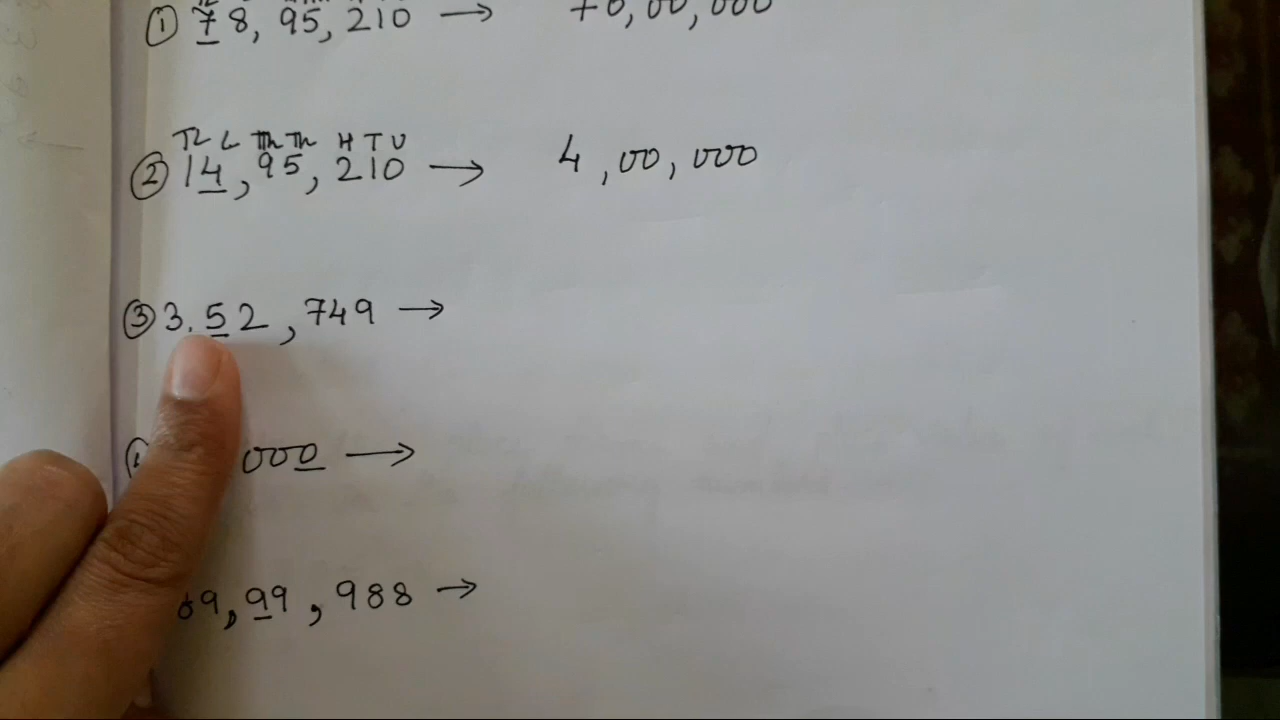 ① 78, 95, 210 → 70,00,000
TL L TTh Th H T U
② 14, 95, 210 → 4,00,000
③ 3.52,749 →
000 →
69,99,988 →